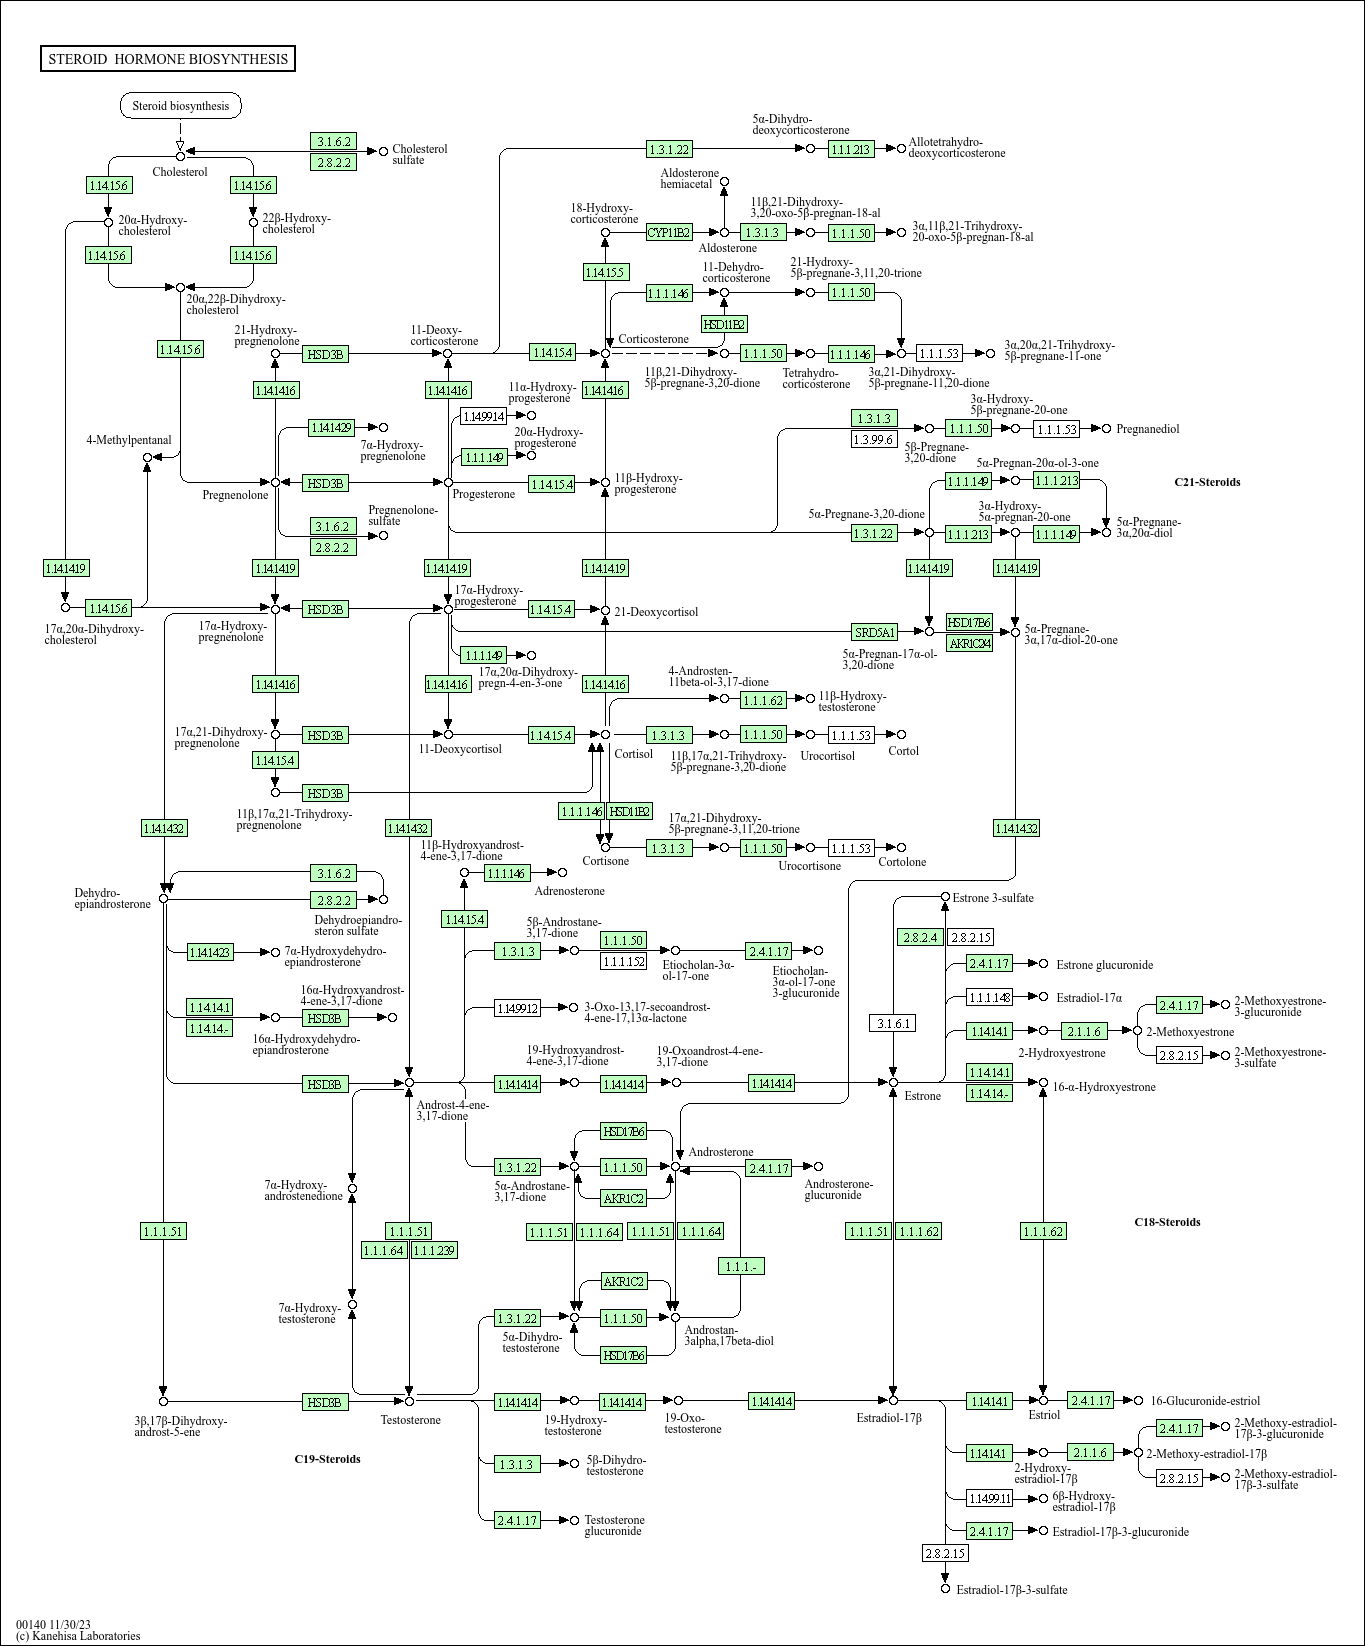 STEROID HORMONE BIOSYNTHESIS
Steroid biosynthesis
3.1.6.2
2.8.2.2
Cholesterol
sulfate
Cholesterol
1.14.15.6
1.14.15.6
20α-Hydroxy-
cholesterol
22β-Hydroxy-
cholesterol
1.14.15.6
1.14.15.6
20α,22β-Dihydroxy-
cholesterol
1.14.15.6
5α-Dihydro-
deoxycorticosterone
1.3.1.22
1.1.1.213
Allotetrahydro-
deoxycorticosterone
Aldosterone
hemiacetal
18-Hydroxy-
corticosterone
CYP11B2
Aldosterone
11β,21-Dihydroxy-
3,20-oxo-5β-pregnan-18-al
1.3.1.3
1.1.1.50
3α,11β,21-Trihydroxy-
20-oxo-5β-pregnan-18-al
1.14.15.5
11-Dehydro-
corticosterone
21-Hydroxy-
5β-pregnane-3,11,20-trione
1.1.1.146
1.1.1.50
HSD11B2
21-Hydroxy-
pregnenolone
HSD3B
11-Deoxy-
corticosterone
1.14.15.4
Corticosterone
1.1.1.50
1.1.1.146
1.1.1.53
3α,20α,21-Trihydroxy-
5β-pregnane-11-one
11β,21-Dihydroxy-
5β-pregnane-3,20-dione
Tetrahydro-
corticosterone
3α,21-Dihydroxy-
5β-pregnane-11,20-dione
1.14.14.16
1.14.14.16
1.14.14.16
11α-Hydroxy-
progesterone
1.14.99.14
20α-Hydroxy-
progesterone
1.1.1.149
1.14.14.29
7α-Hydroxy-
pregnenolone
4-Methylpentanal
1.3.1.3
1.3.99.6
5β-Pregnane-
3,20-dione
1.1.1.50
3α-Hydroxy-
5β-pregnane-20-one
1.1.1.53
Pregnanediol
Pregnenolone
HSD3B
Progesterone
1.14.15.4
11β-Hydroxy-
progesterone
5α-Pregnan-20α-ol-3-one
1.1.1.149
1.1.1.213
C21-Steroids
Pregnenolone-
sulfate
3.1.6.2
2.8.2.2
5α-Pregnane-3,20-dione
1.3.1.22
3α-Hydroxy-
5α-pregnan-20-one
1.1.1.213
1.1.1.149
5α-Pregnane-
3α,20α-diol
1.14.14.19
1.14.14.19
1.14.14.19
1.14.14.19
1.14.14.19
1.14.14.19
17α,20α-Dihydroxy-
cholesterol
1.14.15.6
17α-Hydroxy-
pregnenolone
HSD3B
17α-Hydroxy-
progesterone
1.14.15.4
21-Deoxycortisol
SRD5A1
5α-Pregnan-17α-ol-
3,20-dione
HSD17B6
AKR1C2/4
5α-Pregnane-
3α,17α-diol-20-one
1.1.1.149
17α,20α-Dihydroxy-
pregn-4-en-3-one
1.14.14.16
1.14.14.16
1.14.14.16
4-Androsten-
11beta-ol-3,17-dione
1.1.1.62
11β-Hydroxy-
testosterone
17α,21-Dihydroxy-
pregnenolone
HSD3B
11-Deoxycortisol
1.14.15.4
Cortisol
1.3.1.3
11β,17α,21-Trihydroxy-
5β-pregnane-3,20-dione
1.1.1.50
Urocortisol
1.1.1.53
Cortol
1.14.15.4
HSD3B
11β,17α,21-Trihydroxy-
pregnenolone
1.1.1.146
HSD11B2
17α,21-Dihydroxy-
5β-pregnane-3,11,20-trione
Cortisone
1.3.1.3
1.1.1.50
Urocortisone
1.1.1.53
Cortolone
1.14.14.32
1.14.14.32
1.14.14.32
11β-Hydroxyandrost-
4-ene-3,17-dione
1.1.1.146
Adrenosterone
Dehydro-
epiandrosterone
3.1.6.2
2.8.2.2
Dehydroepiandro-
steron sulfate
1.14.15.4
Estrone 3-sulfate
1.14.14.23
7α-Hydroxydehydro-
epiandrosterone
5β-Androstane-
3,17-dione
1.3.1.3
1.1.1.50
1.1.1.152
Etiocholan-3α-
ol-17-one
2.4.1.17
Etiocholan-
3α-ol-17-one
3-glucuronide
2.8.2.4
2.8.2.15
2.4.1.17
Estrone glucuronide
1.14.14.1
1.14.14.-
16α-Hydroxyandrost-
4-ene-3,17-dione
HSD3B
16α-Hydroxydehydro-
epiandrosterone
1.14.99.12
3-Oxo-13,17-secoandrost-
4-ene-17,13α-lactone
3.1.6.1
1.1.1.148
Estradiol-17α
1.14.14.1
2-Hydroxyestrone
2.1.1.6
2-Methoxyestrone
2.4.1.17
2-Methoxyestrone-
3-glucuronide
2.8.2.15
2-Methoxyestrone-
3-sulfate
HSD3B
Androst-4-ene-
3,17-dione
1.14.14.14
19-Hydroxyandrost-
4-ene-3,17-dione
1.14.14.14
19-Oxoandrost-4-ene-
3,17-dione
1.14.14.14
Estrone
1.14.14.1
1.14.14.-
16-α-Hydroxyestrone
HSD17B6
1.3.1.22
5α-Androstane-
3,17-dione
1.1.1.50
AKR1C2
Androsterone
2.4.1.17
Androsterone-
glucuronide
7α-Hydroxy-
androstenedione
1.1.1.51
1.1.1.51
1.1.1.64
1.1.1.239
1.1.1.51
1.1.1.64
1.1.1.51
1.1.1.64
1.1.1.51
1.1.1.62
1.1.1.62
C18-Steroids
1.1.1.-
7α-Hydroxy-
testosterone
AKR1C2
1.3.1.22
5α-Dihydro-
testosterone
1.1.1.50
HSD17B6
Androstan-
3alpha,17beta-diol
3β,17β-Dihydroxy-
androst-5-ene
HSD3B
Testosterone
1.14.14.14
19-Hydroxy-
testosterone
1.14.14.14
19-Oxo-
testosterone
1.14.14.14
Estradiol-17β
1.14.14.1
Estriol
2.4.1.17
16-Glucuronide-estriol
C19-Steroids
1.3.1.3
5β-Dihydro-
testosterone
2.4.1.17
Testosterone
glucuronide
1.14.14.1
2-Hydroxy-
estradiol-17β
2.1.1.6
2-Methoxy-estradiol-17β
2.4.1.17
2-Methoxy-estradiol-
17β-3-glucuronide
2.8.2.15
2-Methoxy-estradiol-
17β-3-sulfate
1.14.99.11
6β-Hydroxy-
estradiol-17β
2.4.1.17
Estradiol-17β-3-glucuronide
2.8.2.15
Estradiol-17β-3-sulfate
00140 11/30/23
(c) Kanehisa Laboratories